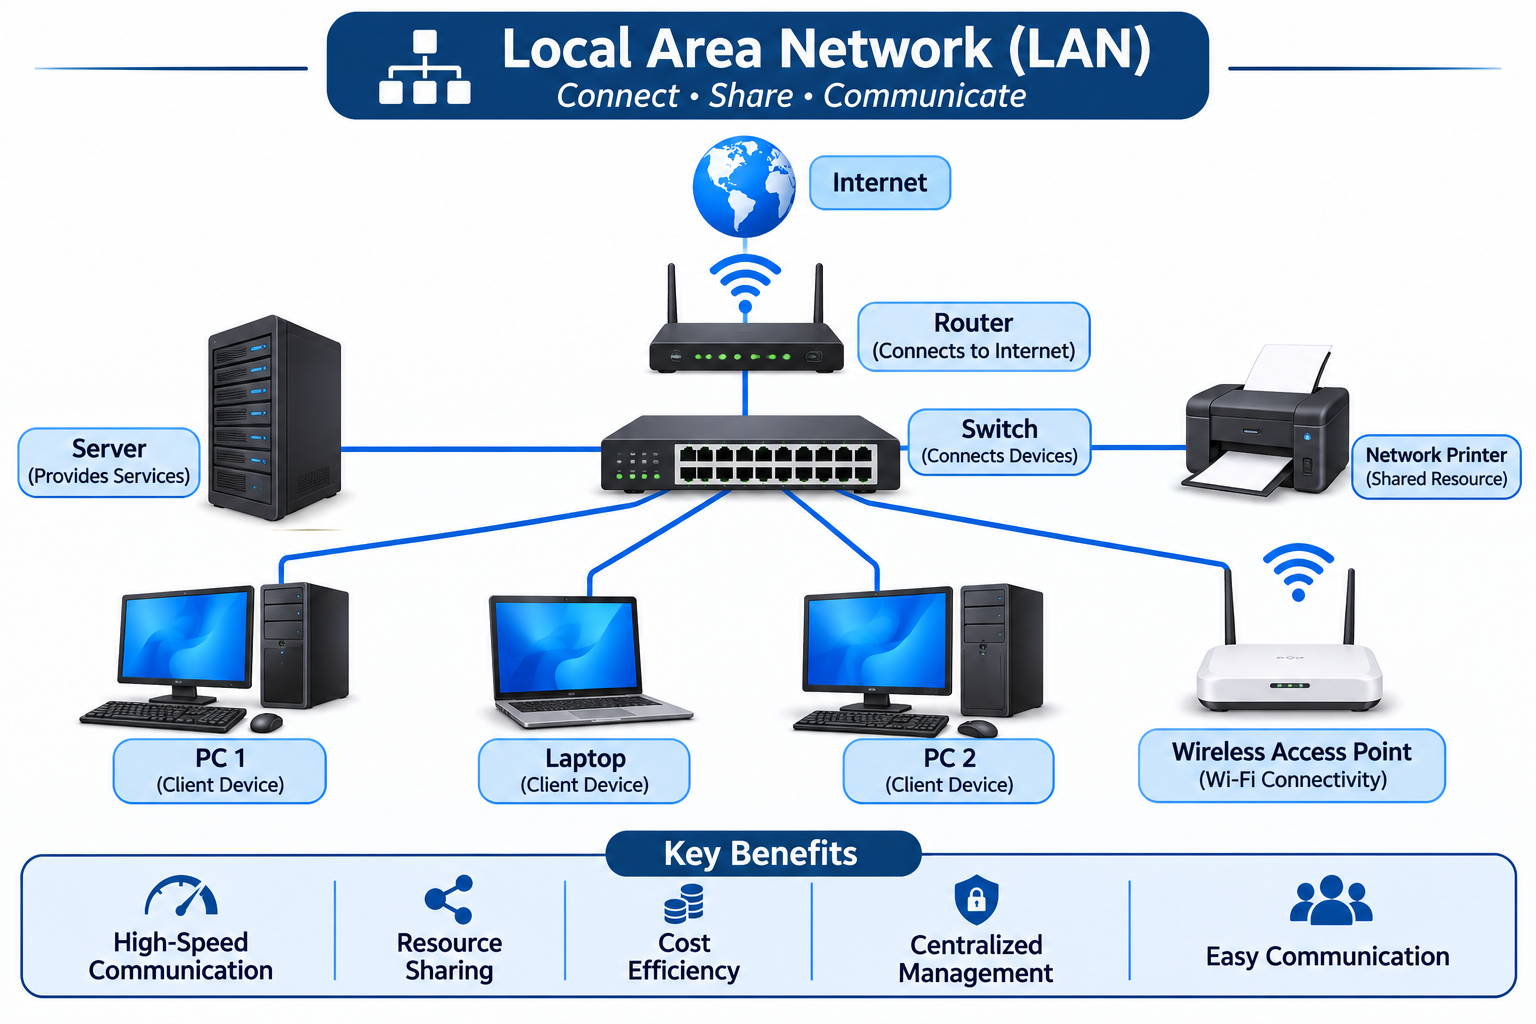 Local Area Network (LAN)
Connect • Share • Communicate
Internet
Router
(Connects to Internet)
Server
(Provides Services)
Switch
(Connects Devices)
Network Printer
(Shared Resource)
PC 1
(Client Device)
Laptop
(Client Device)
PC 2
(Client Device)
Wireless Access Point
(Wi-Fi Connectivity)
Key Benefits
High-Speed
Communication
Resource
Sharing
Cost
Efficiency
Centralized
Management
Easy Communication